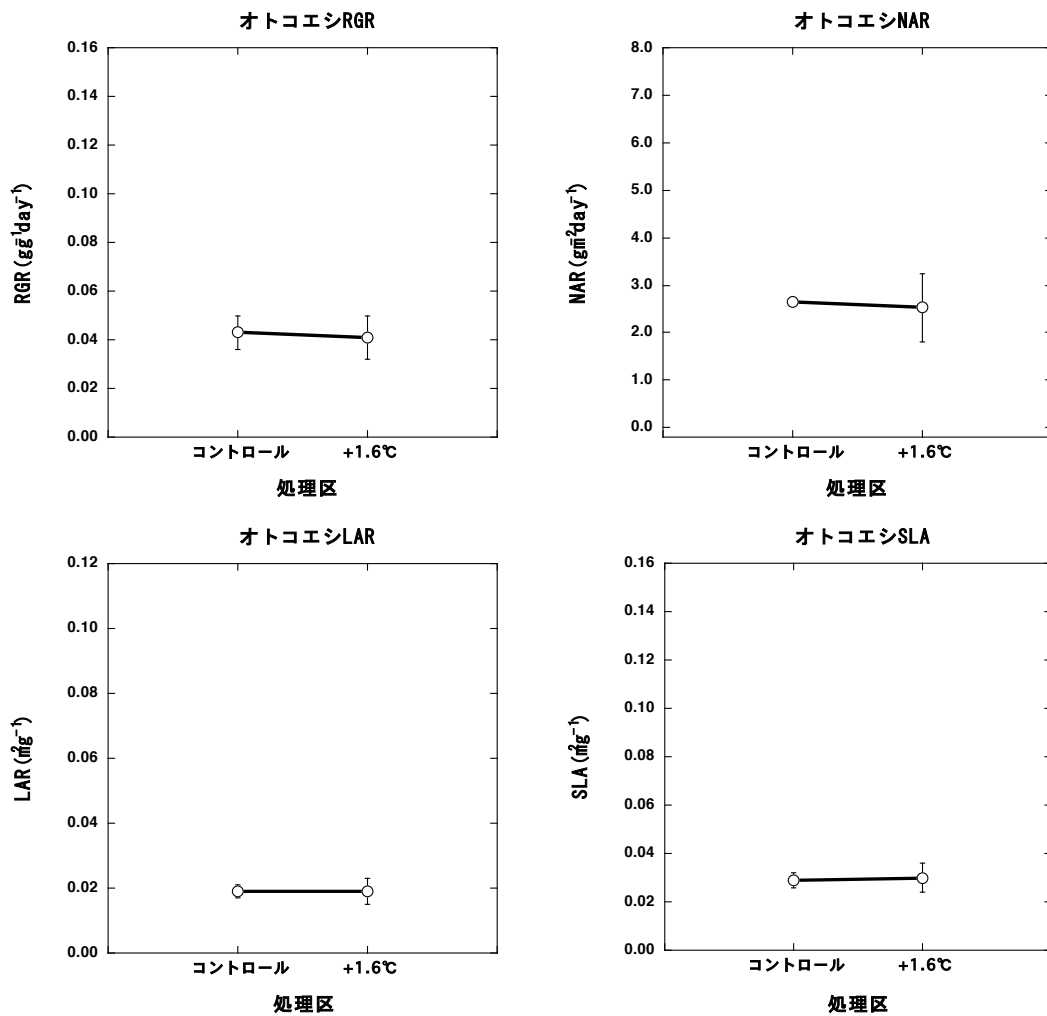 オトコエシRGR
0.16
0.14
0.12
0.10
0.08
0.06
0.04
0.02
0.00
RGR(gg⁻¹day⁻¹)
コントロール +1.6℃
処理区
オトコエシNAR
8.0
7.0
6.0
5.0
4.0
3.0
2.0
1.0
0.0
NAR(gm⁻²day⁻¹)
コントロール +1.6℃
処理区
オトコエシLAR
0.12
0.10
0.08
0.06
0.04
0.02
0.00
LAR(m²g⁻¹)
コントロール +1.6℃
処理区
オトコエシSLA
0.16
0.14
0.12
0.10
0.08
0.06
0.04
0.02
0.00
SLA(m²g⁻¹)
コントロール +1.6℃
処理区